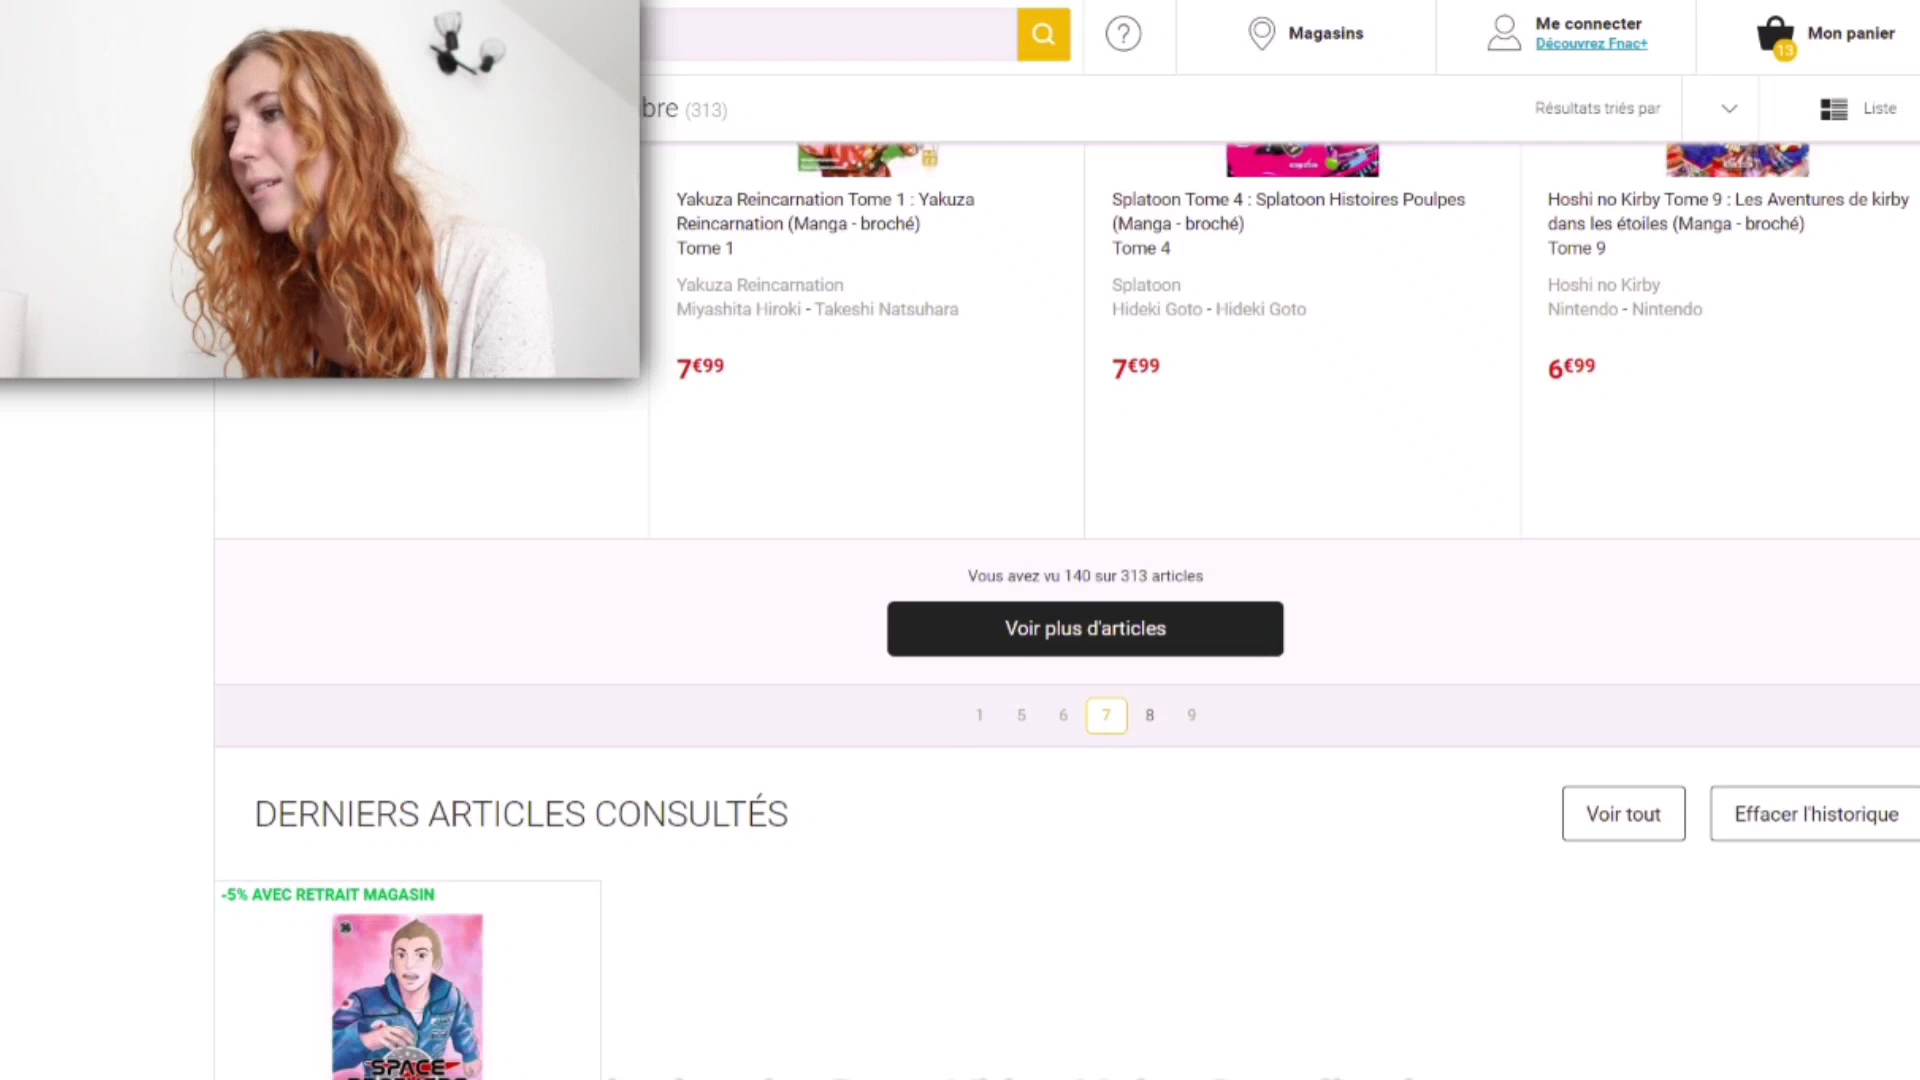 ?
Magasins
Me connecter
Découvrez Fnac+
13
Mon panier
bre (313)
Résultats triés par
Liste
Yakuza Reincarnation Tome 1 : Yakuza
Reincarnation (Manga - broché)
Tome 1
Yakuza Reincarnation
Miyashita Hiroki - Takeshi Natsuhara
7€99
Splatoon Tome 4 : Splatoon Histoires Poulpes
(Manga - broché)
Tome 4
Splatoon
Hideki Goto - Hideki Goto
7€99
Hoshi no Kirby Tome 9 : Les Aventures de kirby
dans les étoiles (Manga - broché)
Tome 9
Hoshi no Kirby
Nintendo - Nintendo
6€99
Vous avez vu 140 sur 313 articles
Voir plus d'articles
1 5 6 7 8 9
DERNIERS ARTICLES CONSULTÉS
Voir tout
Effacer l'historique
-5% AVEC RETRAIT MAGASIN
SPACE